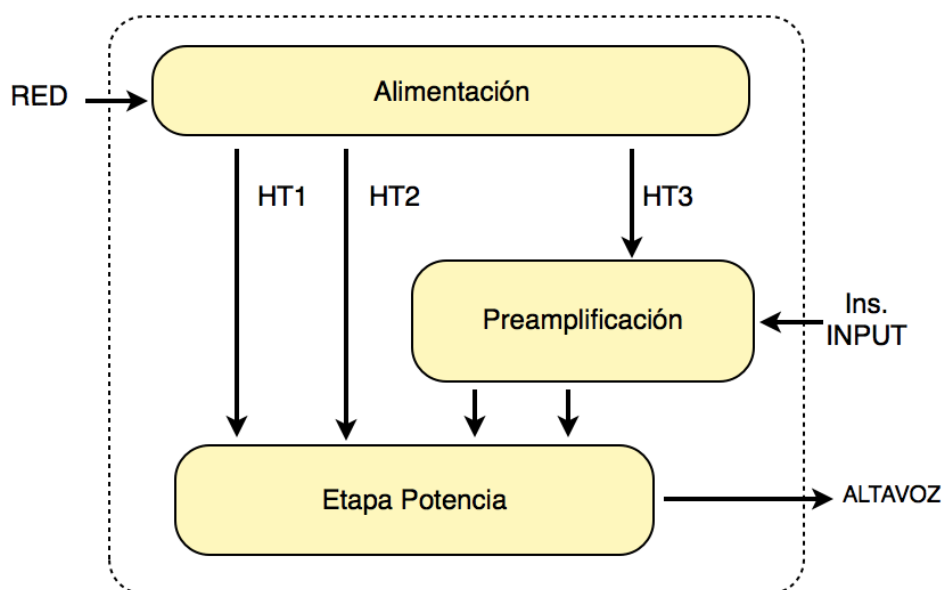 Alimentación
RED
HT1
HT2
HT3
Preamplificación
Ins.
INPUT
Etapa Potencia
ALTAVOZ